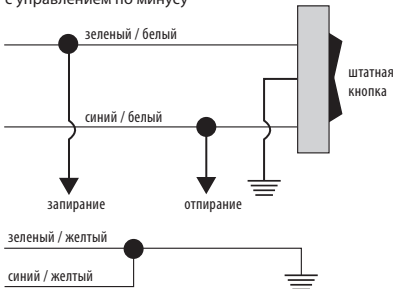 с управлением по минусу
зеленый / белый
штатная
кнопка
синий / белый
запирание
отпирание
зеленый / желтый
синий / желтый